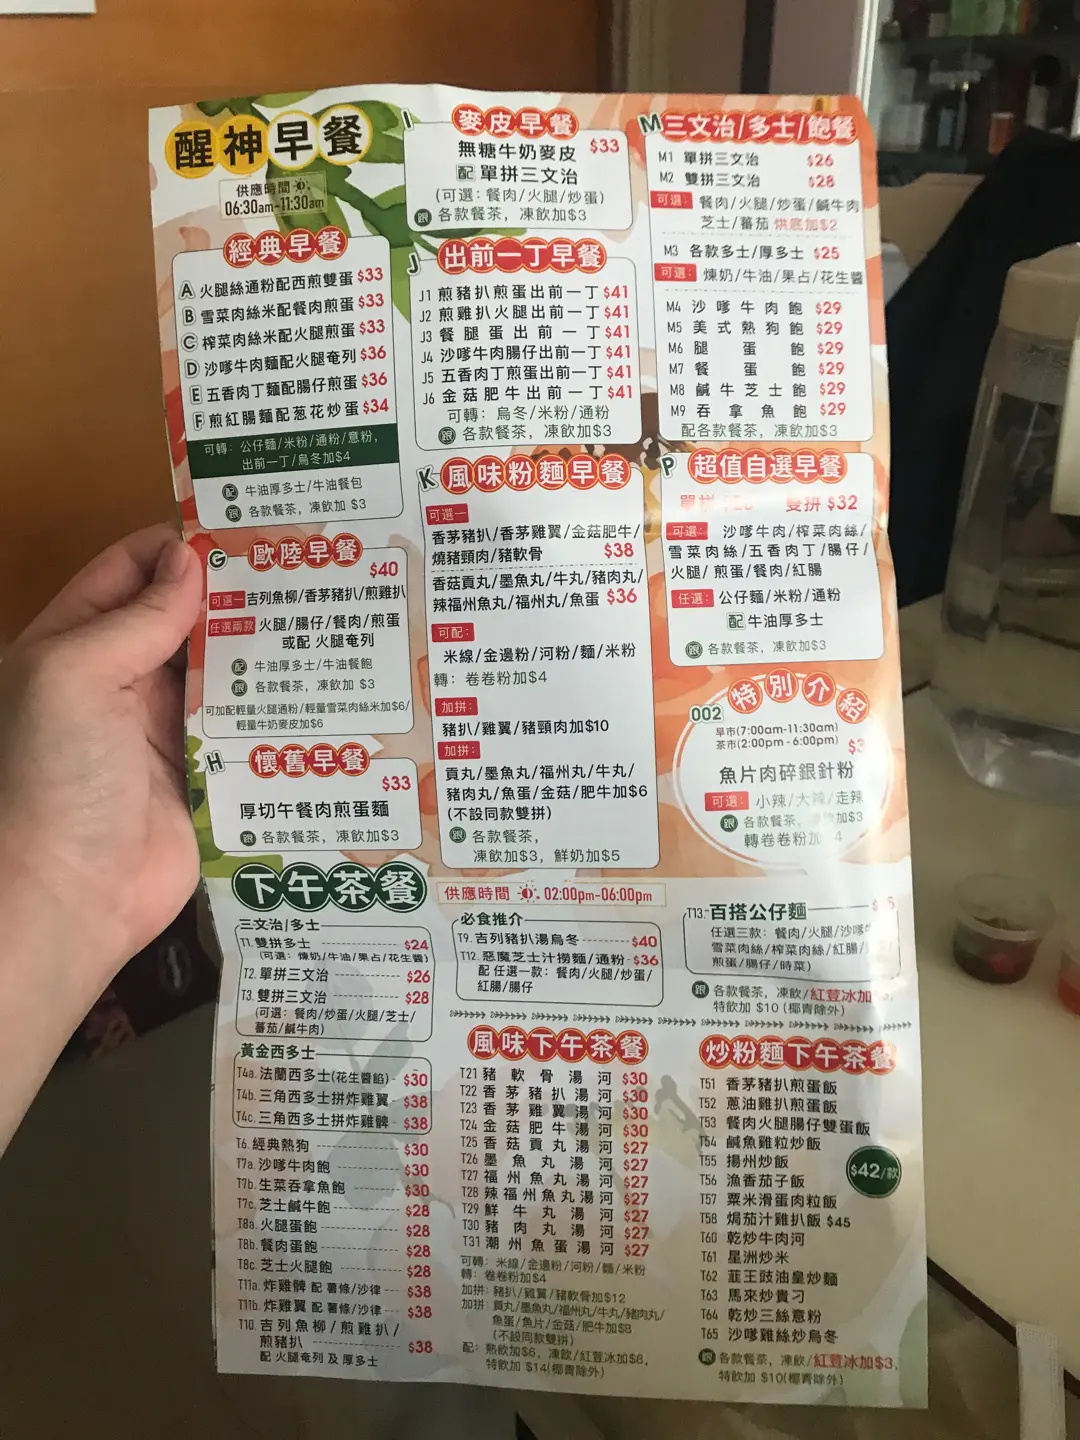 醒神早餐
供應時間
06:30am-11:30am
經典早餐
A 火腿絲通粉配西煎雙蛋 $33
B 雪菜肉絲米配餐肉煎蛋 $33
C 榨菜肉絲米配火腿煎蛋 $33
D 沙嗲牛肉麵配火腿奄列 $36
E 五香肉丁麵配腸仔煎蛋 $36
F 煎紅腸麵配葱花炒蛋 $34
可轉：公仔麵/米粉/通粉/意粉，
出前一丁/烏冬加$4
配 牛油厚多士/牛油餐包
跟 各款餐茶，凍飲加 $3
G 歐陸早餐
$40
可選一 吉列魚柳/香茅豬扒/煎雞扒
任選兩款 火腿/腸仔/餐肉/煎蛋
或配 火腿奄列
配 牛油厚多士/牛油餐飽
跟 各款餐茶，凍飲加 $3
可加配輕量火腿通粉/輕量雪菜肉絲米加$6/
輕量牛奶麥皮加$6
H 懷舊早餐
$33
厚切午餐肉煎蛋麵
跟 各款餐茶，凍飲加$3
I 麥皮早餐
無糖牛奶麥皮 $33
配 單拼三文治
(可選：餐肉/火腿/炒蛋)
跟 各款餐茶，凍飲加$3
J 出前一丁早餐
J1 煎豬扒煎蛋出前一丁 $41
J2 煎雞扒火腿出前一丁 $41
J3 餐腿蛋出前一丁 $41
J4 沙嗲牛肉腸仔出前一丁 $41
J5 五香肉丁煎蛋出前一丁 $41
J6 金菇肥牛出前一丁 $41
可轉：烏冬/米粉/通粉
跟 各款餐茶，凍飲加$3
K 風味粉麵早餐
可選一
香茅豬扒/香茅雞翼/金菇肥牛/
燒豬頸肉/豬軟骨 $38
香菇貢丸/墨魚丸/牛丸/豬肉丸/
辣福州魚丸/福州丸/魚蛋 $36
可配：
米線/金邊粉/河粉/麵/米粉
轉：卷卷粉加$4
加拼：
豬扒/雞翼/豬頸肉加$10
加拼：
貢丸/墨魚丸/福州丸/牛丸/
豬肉丸/魚蛋/金菇/肥牛加$6
(不設同款雙拼)
跟 各款餐茶，
凍飲加$3，鮮奶加$5
M 三文治/多士/飽餐
M1 單拼三文治 $26
M2 雙拼三文治 $28
可選：餐肉/火腿/炒蛋/鹹牛肉
芝士/蕃茄 烘底加$2
M3 各款多士/厚多士 $25
可選：煉奶/牛油/果占/花生醬
M4 沙嗲牛肉飽 $29
M5 美式熱狗飽 $29
M6 腿蛋飽 $29
M7 餐蛋飽 $29
M8 鹹牛芝士飽 $29
M9 吞拿魚飽 $29
配各款餐茶，凍飲加$3
P 超值自選早餐
單拼 雙拼 $32
可選：沙嗲牛肉/榨菜肉絲/
雪菜肉絲/五香肉丁/腸仔/
火腿/煎蛋/餐肉/紅腸
任選：公仔麵/米粉/通粉
配 牛油厚多士
跟 各款餐茶，凍飲加$3
特別介紹
002
早市(7:00am-11:30am)
茶市(2:00pm-6:00pm)
魚片肉碎銀針粉
可選：小辣/大辣/走辣
跟 各款餐茶，凍飲加$3
轉卷卷粉加 4
下午茶餐
供應時間 02:00pm-06:00pm
三文治/多士
T1. 雙拼多士 $24
(可選：煉奶/牛油/果占/花生醬)
T2. 單拼三文治 $26
T3. 雙拼三文治 $28
(可選：餐肉/炒蛋/火腿/芝士/
蕃茄/鹹牛肉)
黃金西多士
T4a. 法蘭西多士(花生醬餡) $30
T4b. 三角西多士拼炸雞翼 $38
T4c. 三角西多士拼炸雞髀 $38
T6. 經典熱狗 $30
T7a. 沙嗲牛肉飽 $30
T7b. 生菜吞拿魚飽 $30
T7c. 芝士鹹牛飽 $28
T8a. 火腿蛋飽 $28
T8b. 餐肉蛋飽 $28
T8c. 芝士火腿飽 $28
T11a. 炸雞髀 配 薯條/沙律 $38
T11b. 炸雞翼 配 薯條/沙律 $38
T10. 吉列魚柳/煎雞扒/
煎豬扒 $38
配 火腿奄列 及 厚多士
必食推介
T9. 吉列豬扒湯烏冬 $40
T12. 惡魔芝士汁撈麵/通粉 $36
配 任選一款：餐肉/火腿/炒蛋/
紅腸/腸仔
T13. 百搭公仔麵
任選三款：餐肉/火腿/沙嗲
雪菜肉絲/榨菜肉絲/紅腸/
煎蛋/腸仔/時菜)
跟 各款餐茶，凍飲/紅荳冰加
特飲加 $10 (椰青除外)
風味下午茶餐
T21 豬軟骨湯河 $30
T22 香茅豬扒湯河 $30
T23 香茅雞翼湯河 $30
T24 金菇肥牛湯河 $30
T25 香菇貢丸湯河 $27
T26 墨魚丸湯河 $27
T27 福州魚丸湯河 $27
T28 辣福州魚丸湯河 $27
T29 鮮牛丸湯河 $27
T30 豬肉丸湯河 $27
T31 潮州魚蛋湯河 $27
可轉：米線/金邊粉/河粉/麵/米粉
轉：卷卷粉加$4
加拼：豬扒/雞翼/豬軟骨加$12
加拼：貢丸/墨魚丸/福州丸/牛丸/豬肉丸/
魚蛋/魚片/金菇/肥牛加$8
(不設同款雙拼)
配：熱飲加$6，凍飲/紅荳冰加$8，
特飲加 $14(椰青除外)
炒粉麵下午茶餐
T51 香茅豬扒煎蛋飯
T52 蔥油雞扒煎蛋飯
T53 餐肉火腿腸仔雙蛋飯
T54 鹹魚雞粒炒飯
T55 揚州炒飯
T56 漁香茄子飯
T57 粟米滑蛋肉粒飯
T58 焗茄汁雞扒飯 $45
T60 乾炒牛肉河
T61 星洲炒米
T62 韮王豉油皇炒麵
T63 馬來炒貴刁
T64 乾炒三絲意粉
T65 沙嗲雞絲炒烏冬
$42/款
跟 各款餐茶，凍飲/紅荳冰加$3，
特飲加 $10(椰青除外)